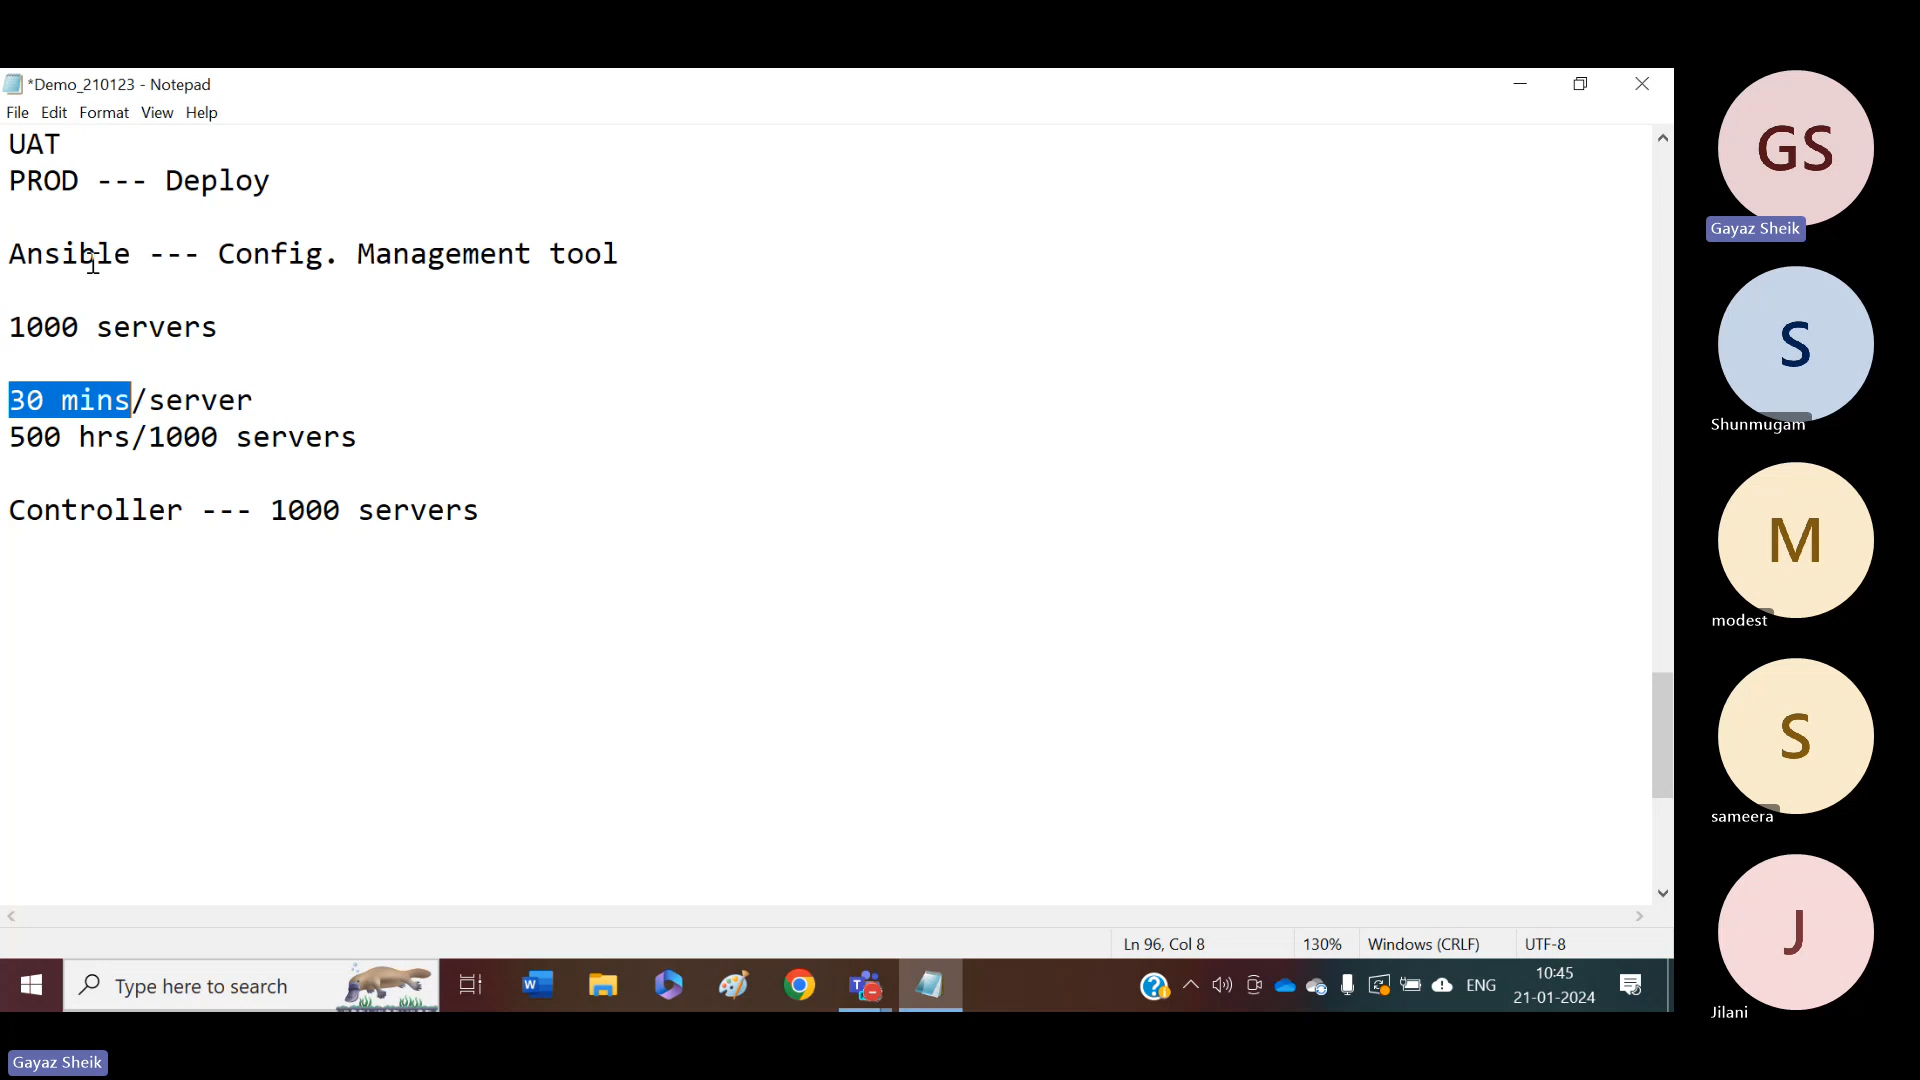 *Demo_210123 - Notepad
File Edit Format View Help
UAT
PROD --- Deploy
Ansible --- Config. Management tool
1000 servers
30 mins/server
500 hrs/1000 servers
Controller --- 1000 servers
Ln 96, Col 8
130%
Windows (CRLF)
UTF-8
Type here to search
ENG
10:45
21-01-2024
GS
Gayaz Sheik
S
Shunmugam
M
modest
S
sameera
J
Jilani
Gayaz Sheik